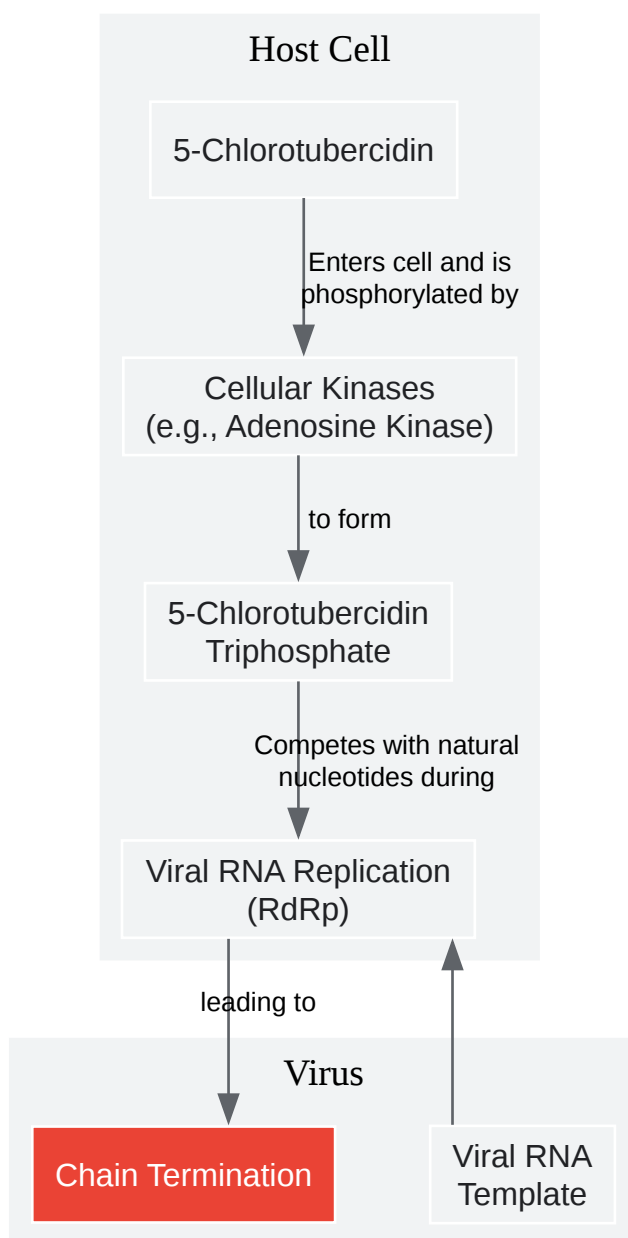 Host Cell
5-Chlorotubercidin
Enters cell and is
phosphorylated by
Cellular Kinases
(e.g., Adenosine Kinase)
to form
5-Chlorotubercidin
Triphosphate
Competes with natural
nucleotides during
Viral RNA Replication
(RdRp)
leading to
Virus
Chain Termination
Viral RNA
Template